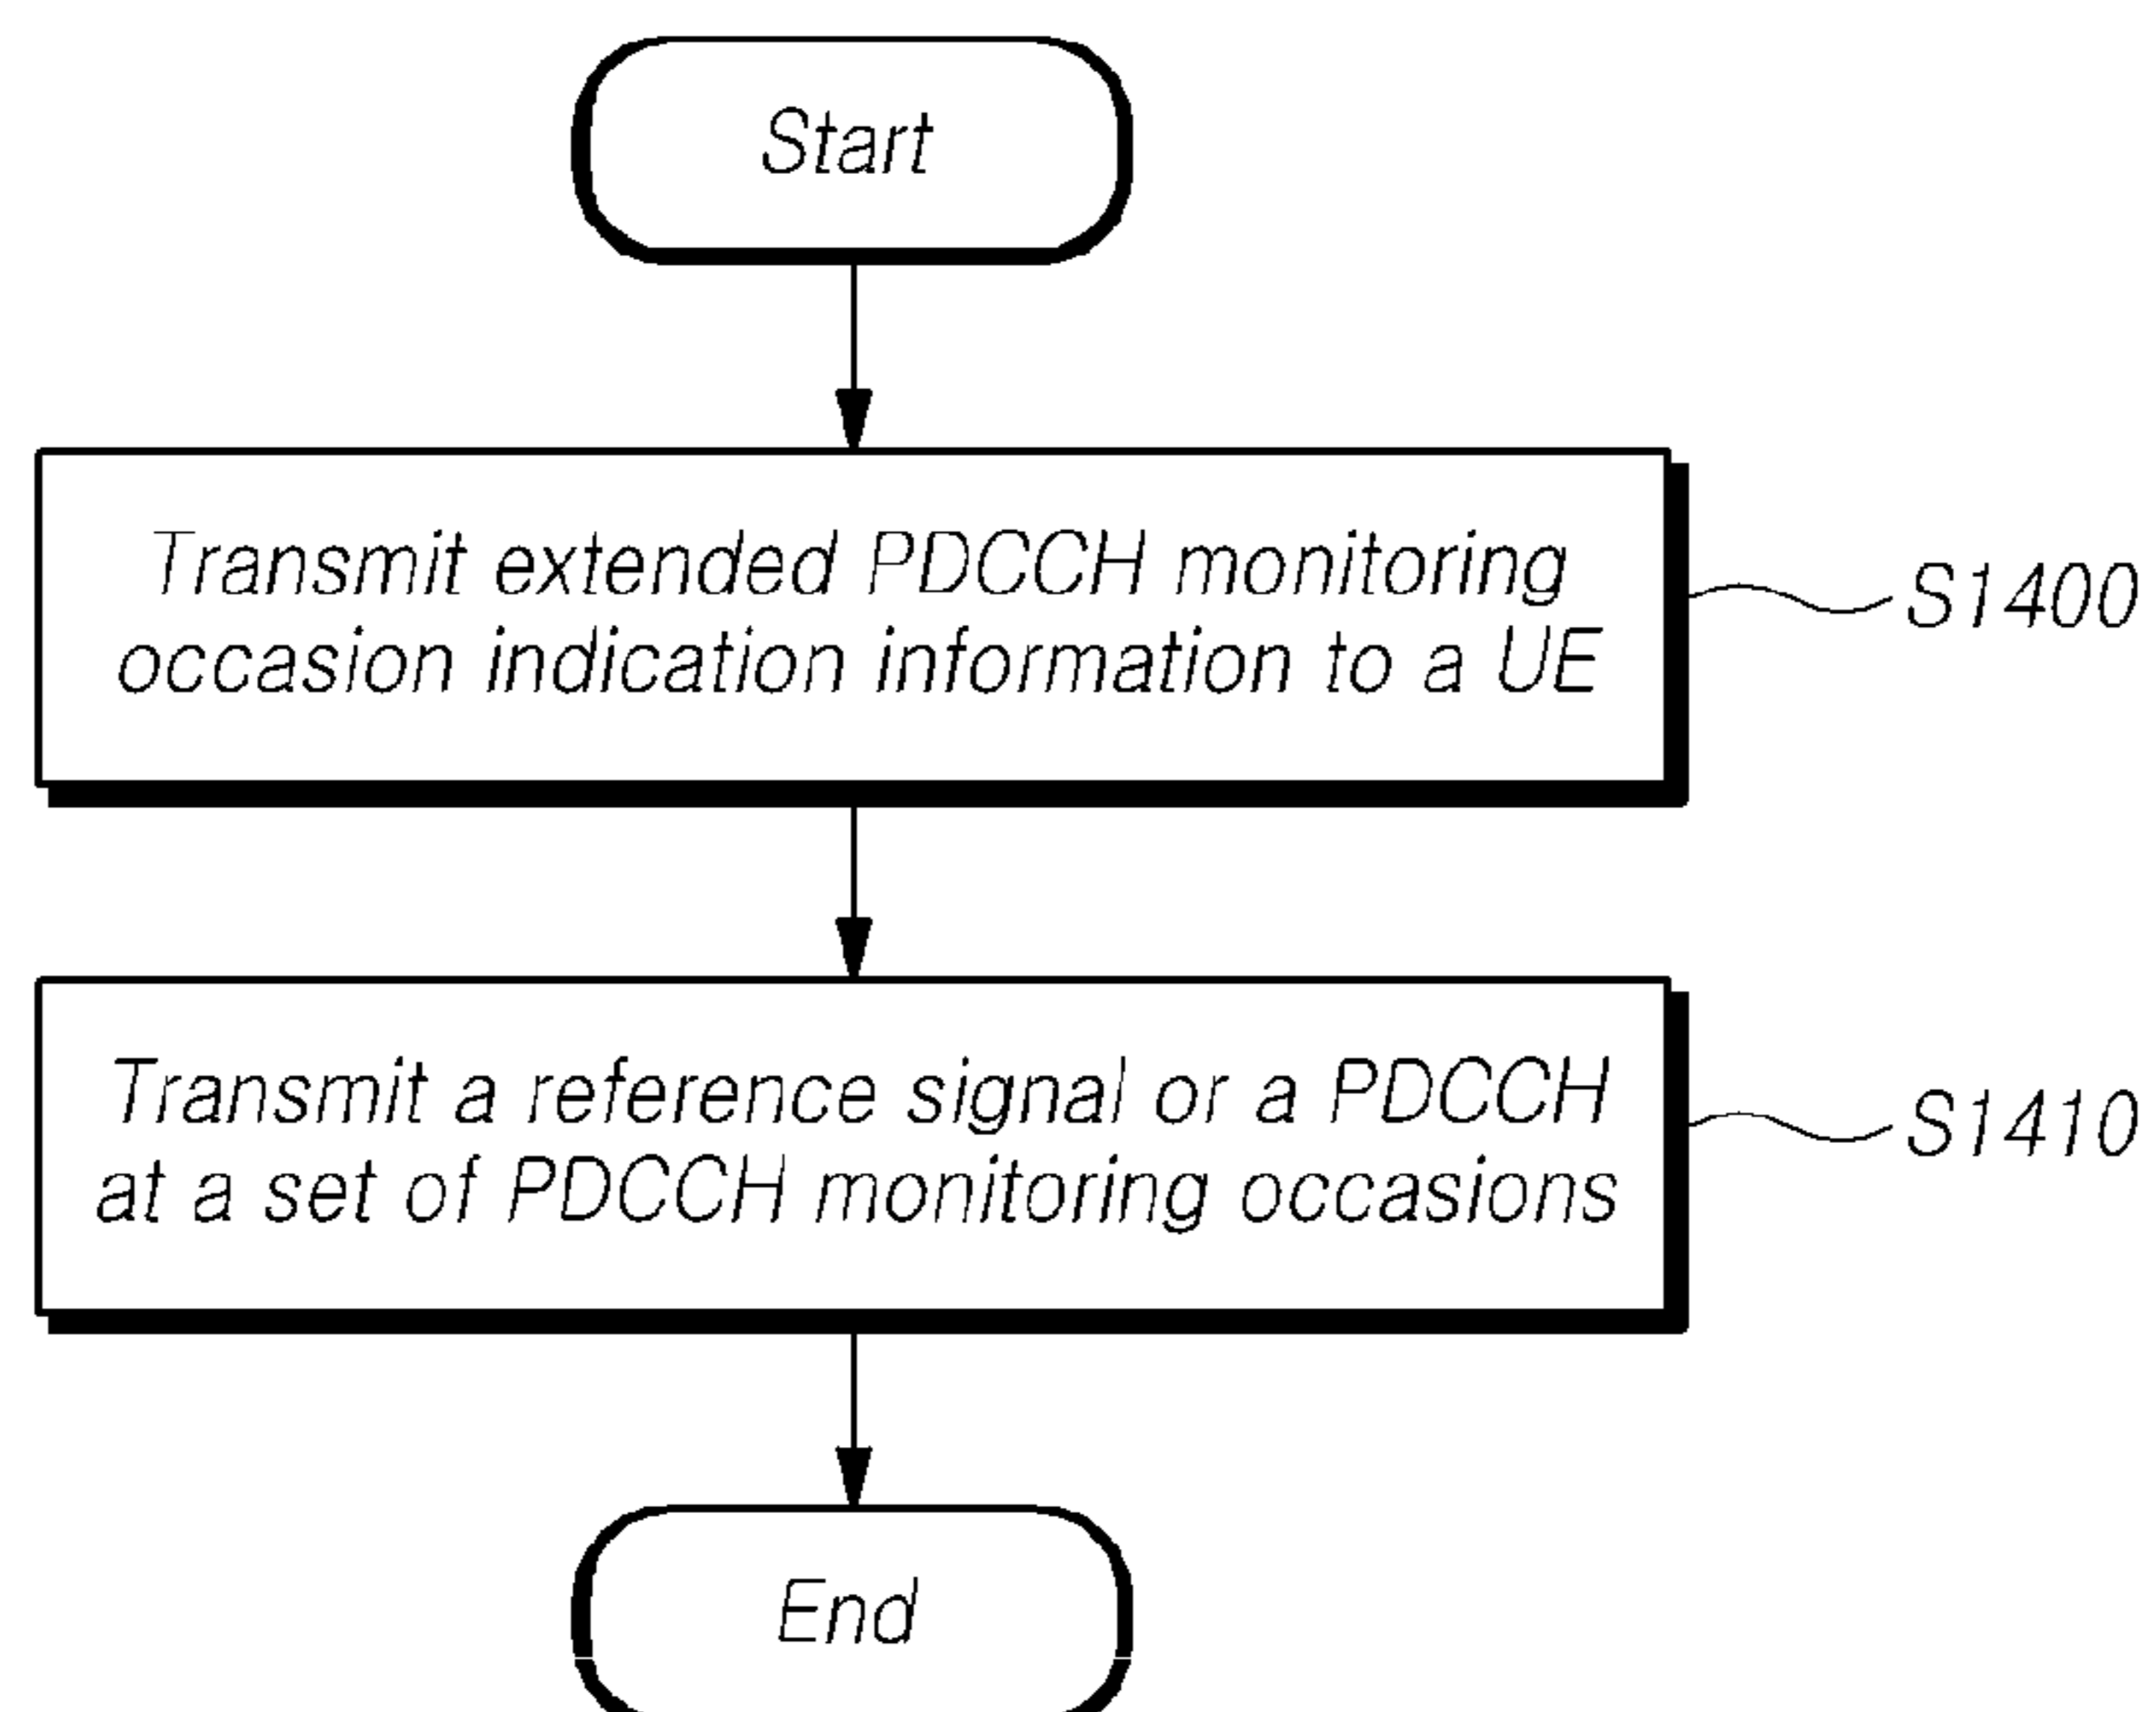 Start
Transmit extended PDCCH monitoring
occasion indication information to a UE
S1400
Transmit a reference signal or a PDCCH
at a set of PDCCH monitoring occasions
S1410
End